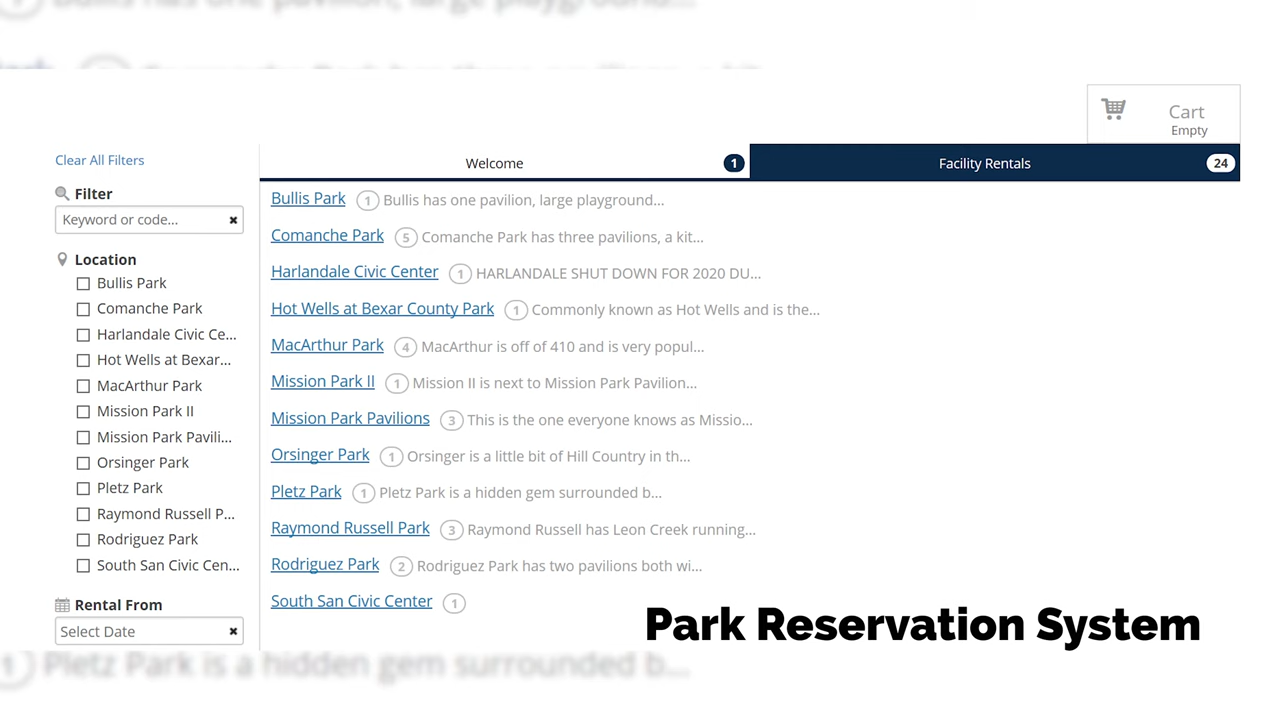 Bullis has one pavilion, large playground...
Cart
Empty
Clear All Filters
Filter
Keyword or code...
Location
Bullis Park
Comanche Park
Harlandale Civic Ce...
Hot Wells at Bexar...
MacArthur Park
Mission Park II
Mission Park Pavili...
Orsinger Park
Pletz Park
Raymond Russell P...
Rodriguez Park
South San Civic Cen...
Rental From
Select Date
Welcome 1
Facility Rentals 24
Bullis Park 1 Bullis has one pavilion, large playground...
Comanche Park 5 Comanche Park has three pavilions, a kit...
Harlandale Civic Center 1 HARLANDALE SHUT DOWN FOR 2020 DU...
Hot Wells at Bexar County Park 1 Commonly known as Hot Wells and is the...
MacArthur Park 4 MacArthur is off of 410 and is very popul...
Mission Park II 1 Mission II is next to Mission Park Pavilion...
Mission Park Pavilions 3 This is the one everyone knows as Missio...
Orsinger Park 1 Orsinger is a little bit of Hill Country in th...
Pletz Park 1 Pletz Park is a hidden gem surrounded b...
Raymond Russell Park 3 Raymond Russell has Leon Creek running...
Rodriguez Park 2 Rodriguez Park has two pavilions both wi...
South San Civic Center 1
Park Reservation System
1 Pletz Park is a hidden gem surrounded b...